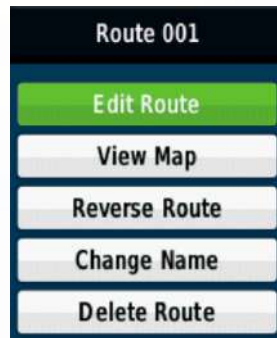 Route 001
Edit Route
View Map
Reverse Route
Change Name
Delete Route